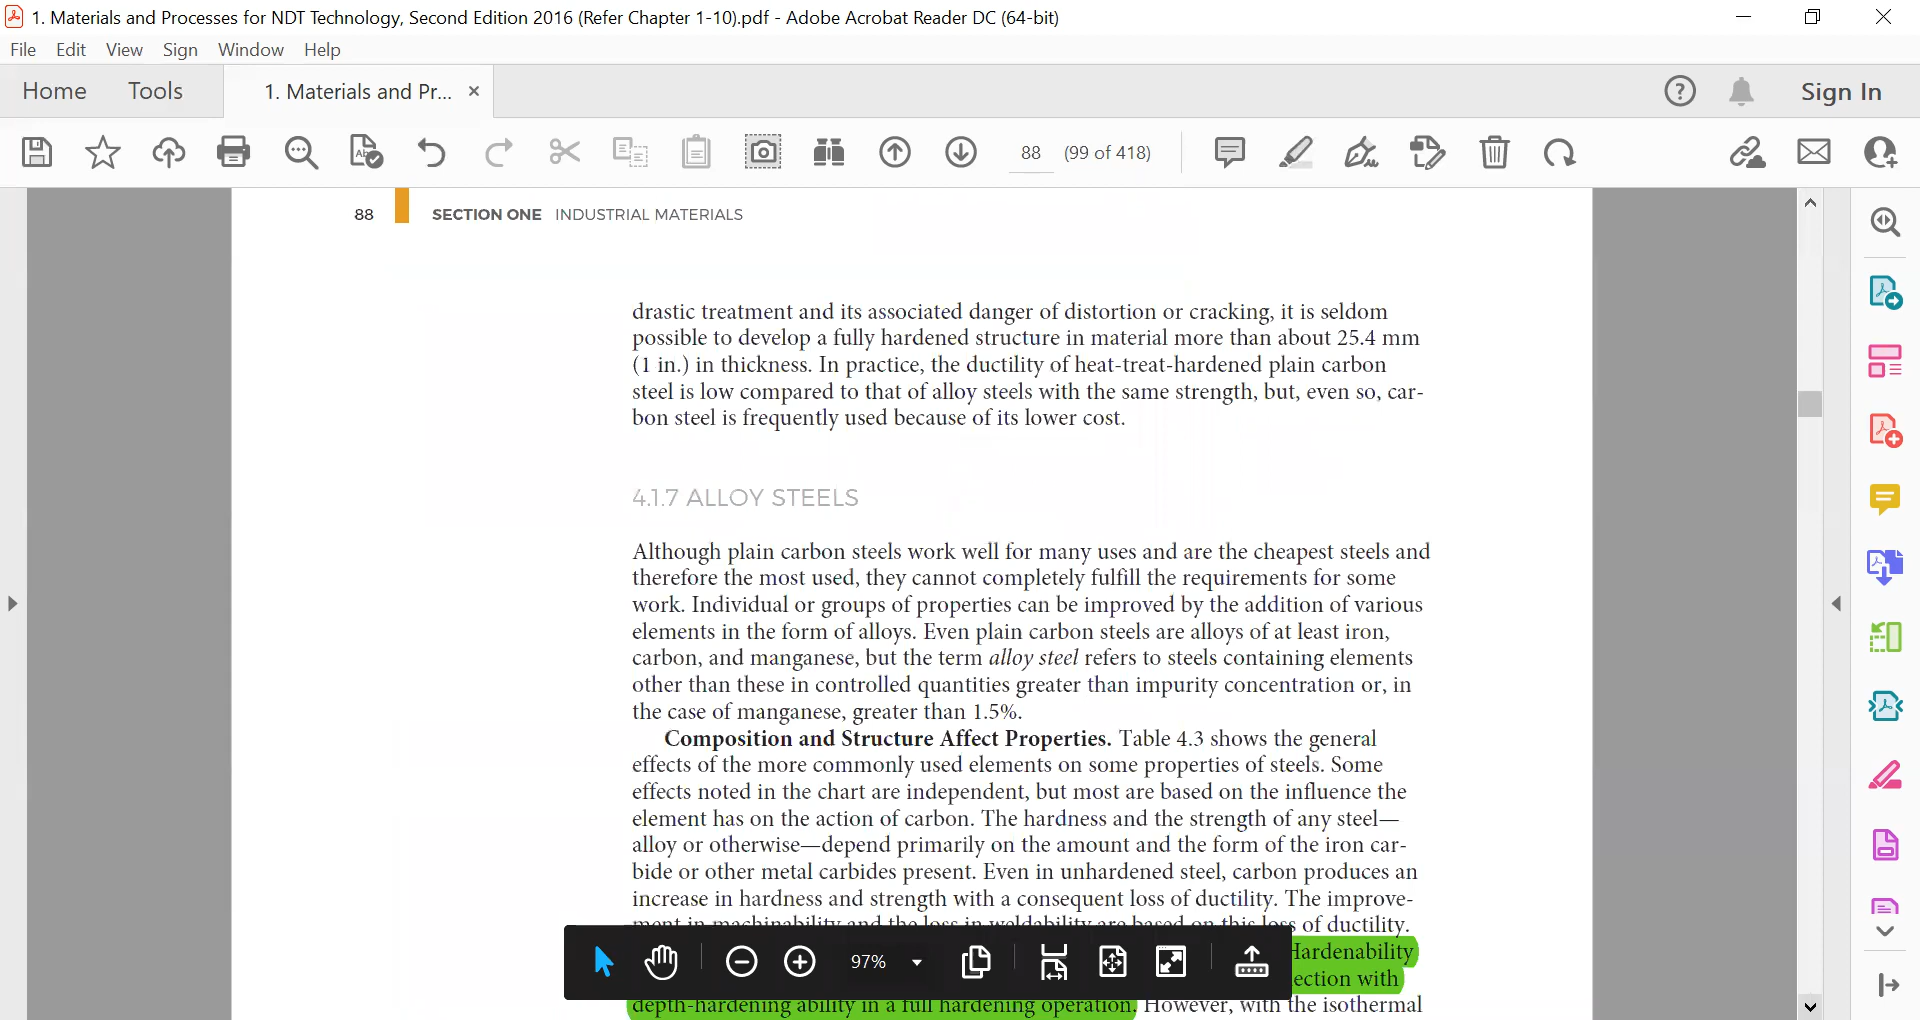 1. Materials and Processes for NDT Technology, Second Edition 2016 (Refer Chapter 1-10).pdf - Adobe Acrobat Reader DC (64-bit)
File Edit View Sign Window Help
Home Tools 1. Materials and Pr... × Sign In
88 (99 of 418)
88 SECTION ONE INDUSTRIAL MATERIALS
drastic treatment and its associated danger of distortion or cracking, it is seldom
possible to develop a fully hardened structure in material more than about 25.4 mm
(1 in.) in thickness. In practice, the ductility of heat-treat-hardened plain carbon
steel is low compared to that of alloy steels with the same strength, but, even so, car-
bon steel is frequently used because of its lower cost.
4.1.7 ALLOY STEELS
Although plain carbon steels work well for many uses and are the cheapest steels and
therefore the most used, they cannot completely fulfill the requirements for some
work. Individual or groups of properties can be improved by the addition of various
elements in the form of alloys. Even plain carbon steels are alloys of at least iron,
carbon, and manganese, but the term alloy steel refers to steels containing elements
other than these in controlled quantities greater than impurity concentration or, in
the case of manganese, greater than 1.5%.
Composition and Structure Affect Properties. Table 4.3 shows the general
effects of the more commonly used elements on some properties of steels. Some
effects noted in the chart are independent, but most are based on the influence the
element has on the action of carbon. The hardness and the strength of any steel—
alloy or otherwise—depend primarily on the amount and the form of the iron car-
bide or other metal carbides present. Even in unhardened steel, carbon produces an
increase in hardness and strength with a consequent loss of ductility. The improve-
ment in machinability and the loss in weldability are based on this loss of ductility.
Hardenability
ection with
depth-hardening ability in a full hardening operation. However, with the isothermal
97%